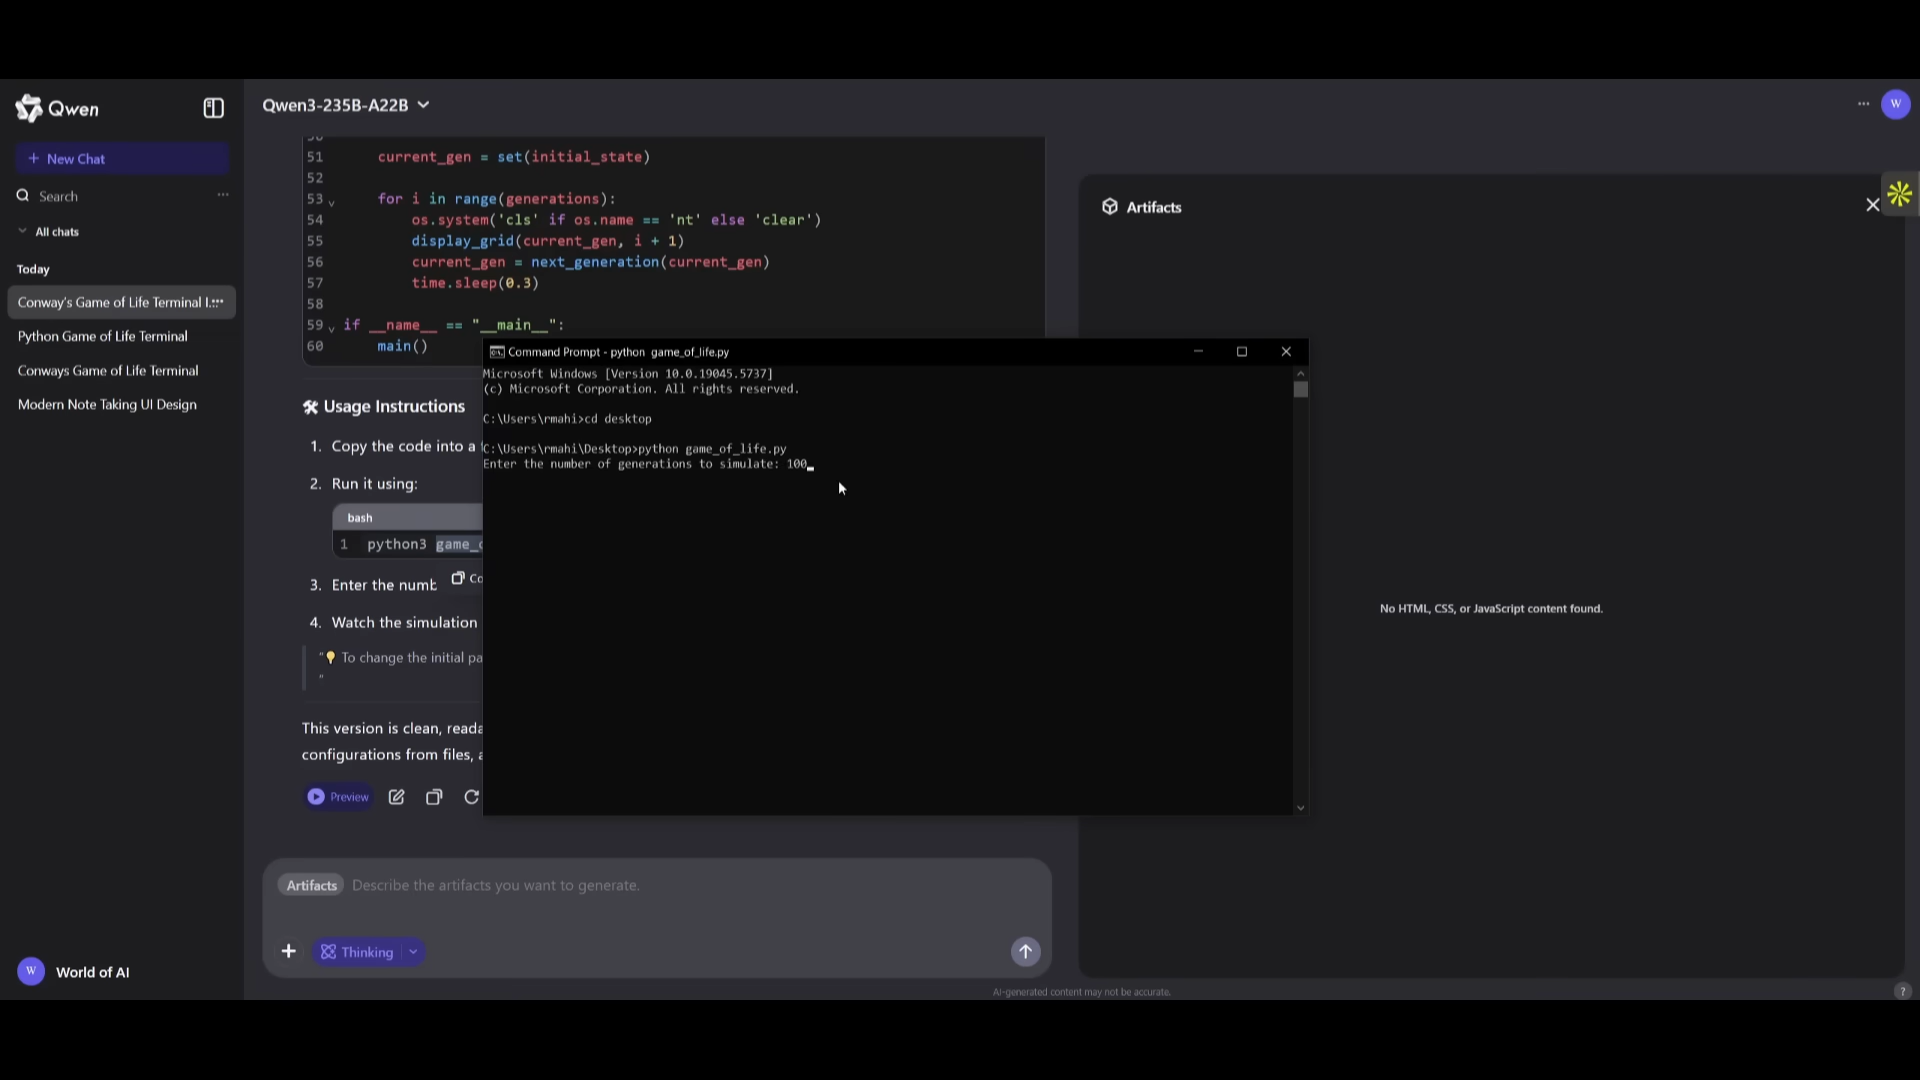 Qwen
New Chat
Search
All chats
Today
Conway's Game of Life Terminal I...
Python Game of Life Terminal
Conways Game of Life Terminal
Modern Note Taking UI Design
W World of AI
Qwen3-235B-A22B
W
51 current_gen = set(initial_state)
52
53 for i in range(generations):
54 os.system('cls' if os.name == 'nt' else 'clear')
55 display_grid(current_gen, i + 1)
56 current_gen = next_generation(current_gen)
57 time.sleep(0.3)
58
59 if __name__ == "__main__":
60 main()
🛠 Usage Instructions
1. Copy the code into a
2. Run it using:
bash
1 python3 game_
3. Enter the numb
Co
4. Watch the simulation
"💡 To change the initial pa
"
This version is clean, reada
configurations from files, a
Preview
Command Prompt - python game_of_life.py
Microsoft Windows [Version 10.0.19045.5737]
(c) Microsoft Corporation. All rights reserved.
C:\Users\rmahi>cd desktop
C:\Users\rmahi\Desktop>python game_of_life.py
Enter the number of generations to simulate: 100_
Artifacts
No HTML, CSS, or JavaScript content found.
Artifacts Describe the artifacts you want to generate.
+ Thinking
AI-generated content may not be accurate.
?